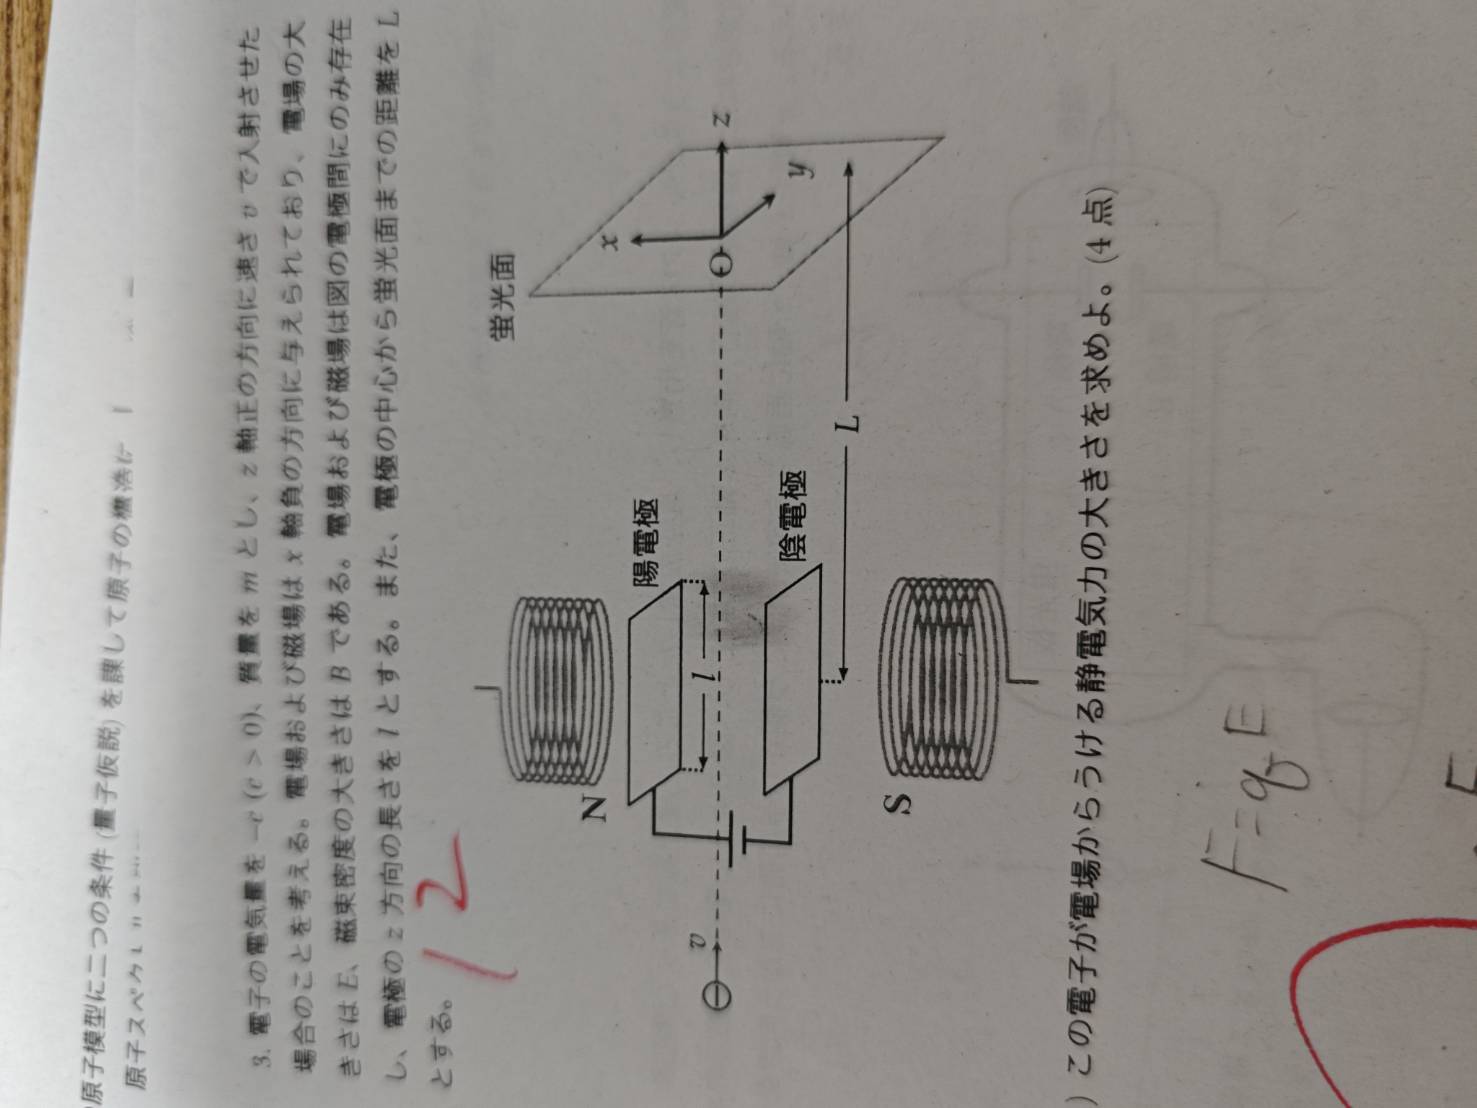 原子模型に二つの条件 (量子仮説) を課して原子の構造に
原子スペクトル
3. 電子の電気量を −e (e > 0)、質量を m とし、z 軸正の方向に速さ v で入射させた
場合のことを考える。電場および磁場は x 軸負の方向に与えられており、電場の大
きさは E、磁束密度の大きさは B である。電場および磁場は図の電極間にのみ存在
し、電極の z 方向の長さを l とする。また、電極の中心から蛍光面までの距離を L
とする。
12
蛍光面
N
x
陽電極
v
l
O
z
陰電極
y
L
S
) この電子が電場からうける静電気力の大きさを求めよ。(4 点)
F=qE